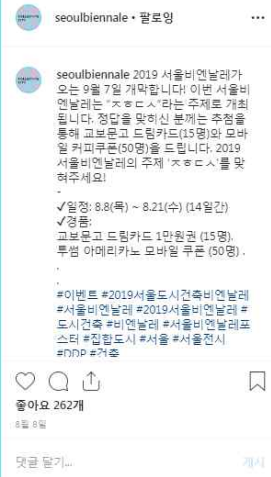 seoulbiennale • 팔로잉
seoulbiennale 2019 서울비엔날레가
오는 9월 7일 개막합니다! 이번 서울비
엔날레는 "ㅈㅎㄷㅅ"라는 주제로 개최
됩니다. 정답을 맞히신 분께는 추첨을
통해 교보문고 드림카드(15명)와 모바
일 커피쿠폰(50명)을 드립니다. 2019
서울비엔날레의 주제 'ㅈㅎㄷㅅ'를 맞
혀주세요!
-
✓일정: 8.8(목) ~ 8.21(수) (14일간)
✓경품:
교보문고 드림카드 1만원권 (15명).
투썸 아메리카노 모바일 쿠폰 (50명) .
.
.
#이벤트 #2019서울도시건축비엔날레
#서울비엔날레 #2019서울비엔날레 #
도시건축 #비엔날레 #서울비엔날레포
스터 #집합도시 #서울 #서울전시
#DDP #건축
좋아요 262개
8월 8일
댓글 달기...
게시